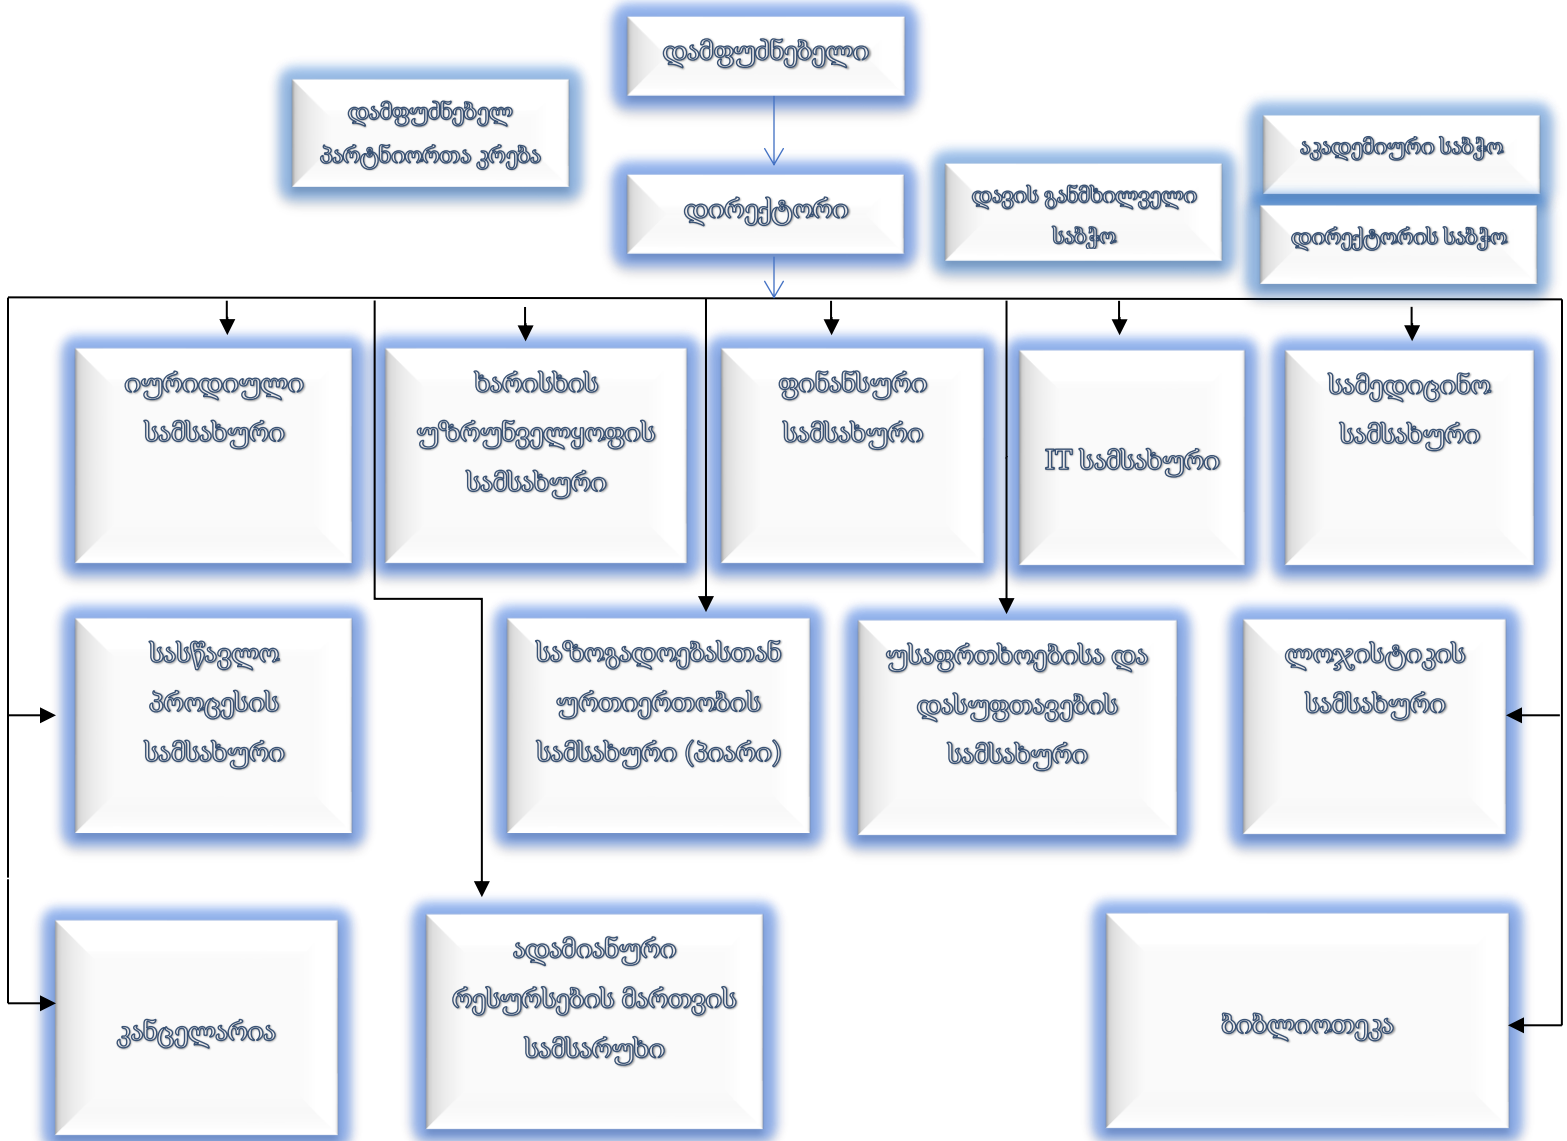 დამფუძნებელი
დამფუძნებელ
პარტნიორთა კრება
დირექტორი
დავის განმხილველი
საბჭო
აკადემიური საბჭო
დირექტორის საბჭო
იურიდიული
სამსახური
ხარისხის
უზრუნველყოფის
სამსახური
ფინანსური
სამსახური
IT სამსახური
სამედიცინო
სამსახური
სასწავლო
პროცესის
სამსახური
საზოგადოებასთან
ურთიერთობის
სამსახური (პიარი)
უსაფრთხოებისა და
დასუფთავების
სამსახური
ლოჯისტიკის
სამსახური
კანცელარია
ადამიანური
რესურსების მართვის
სამსარუხი
ბიბლიოთეკა